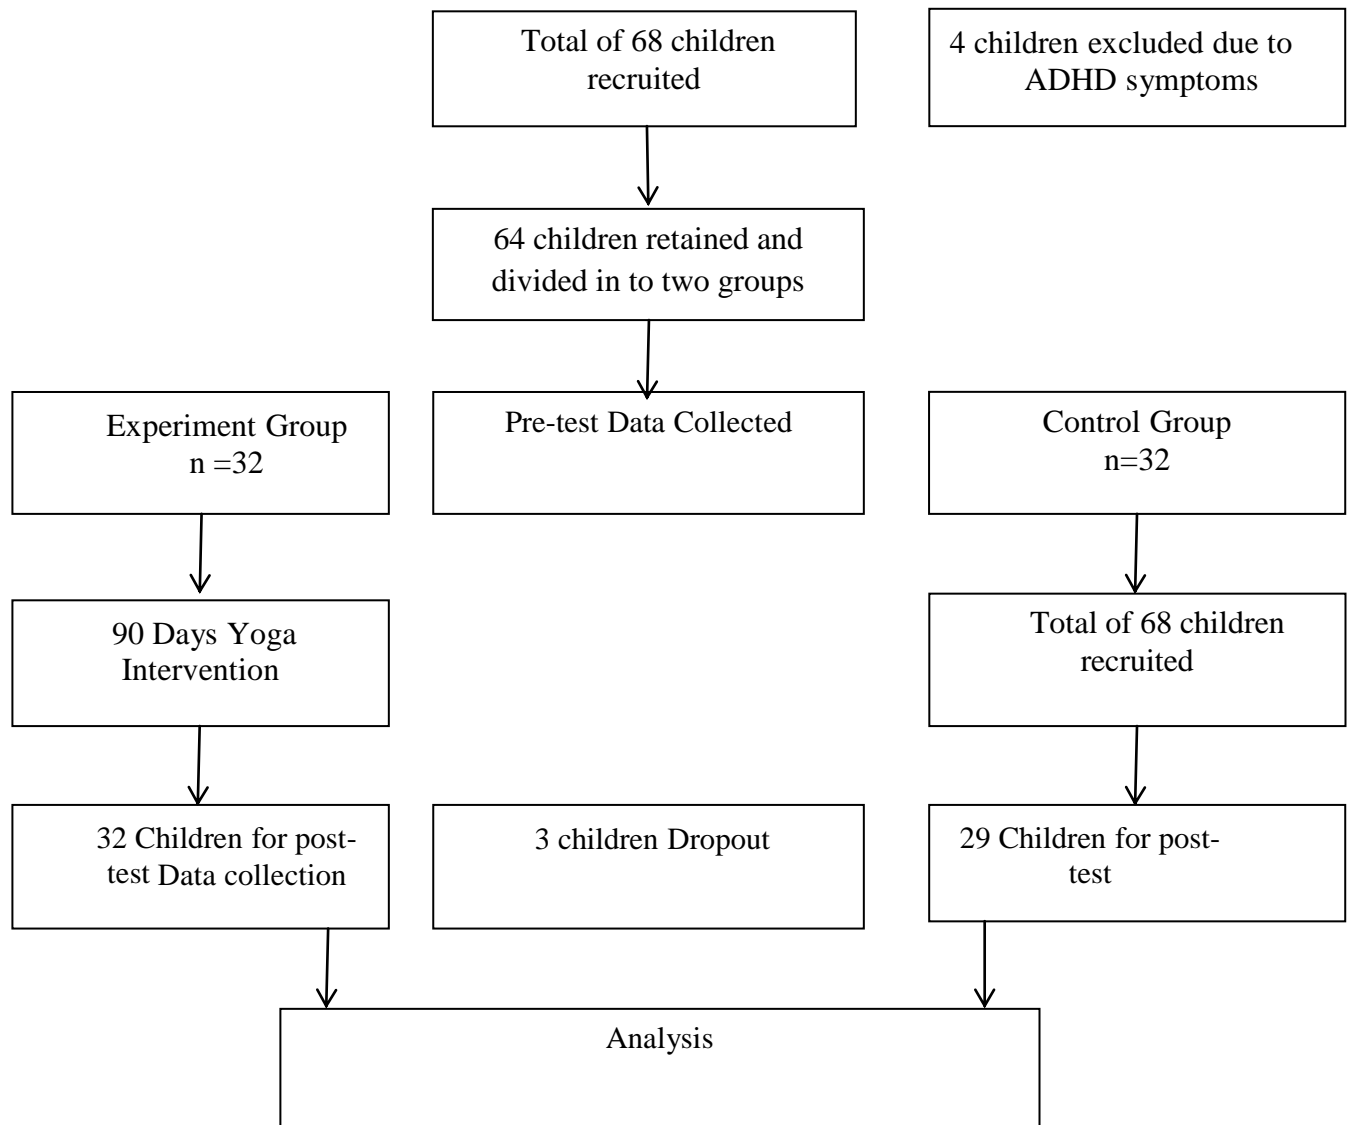 Total of 68 children
recruited
4 children excluded due to
ADHD symptoms
64 children retained and
divided in to two groups
Experiment Group
n =32
Pre-test Data Collected
Control Group
n=32
90 Days Yoga
Intervention
Total of 68 children
recruited
32 Children for post-
test Data collection
3 children Dropout
29 Children for post-
test
Analysis